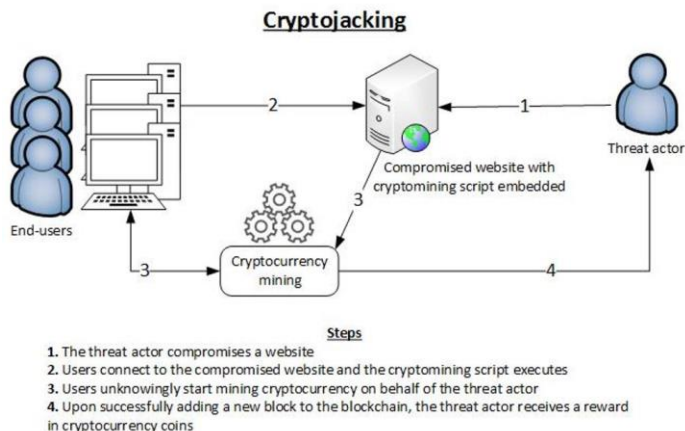 Cryptojacking
2
1
End-users
Compromised website with
cryptomining script embedded
Threat actor
3
Cryptocurrency
mining
3
4
Steps
1. The threat actor compromises a website
2. Users connect to the compromised website and the cryptomining script executes
3. Users unknowingly start mining cryptocurrency on behalf of the threat actor
4. Upon successfully adding a new block to the blockchain, the threat actor receives a reward
in cryptocurrency coins